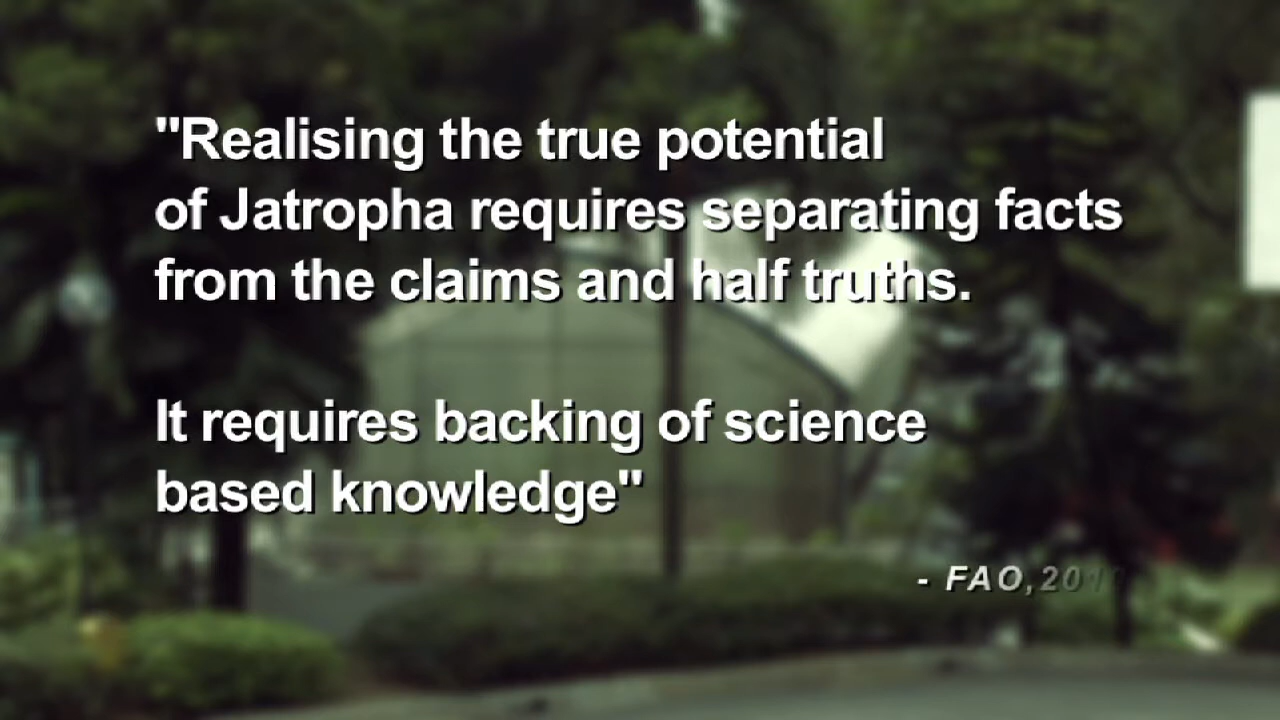 "Realising the true potential
of Jatropha requires separating facts
from the claims and half truths.
It requires backing of science
based knowledge"
- FAO,2010